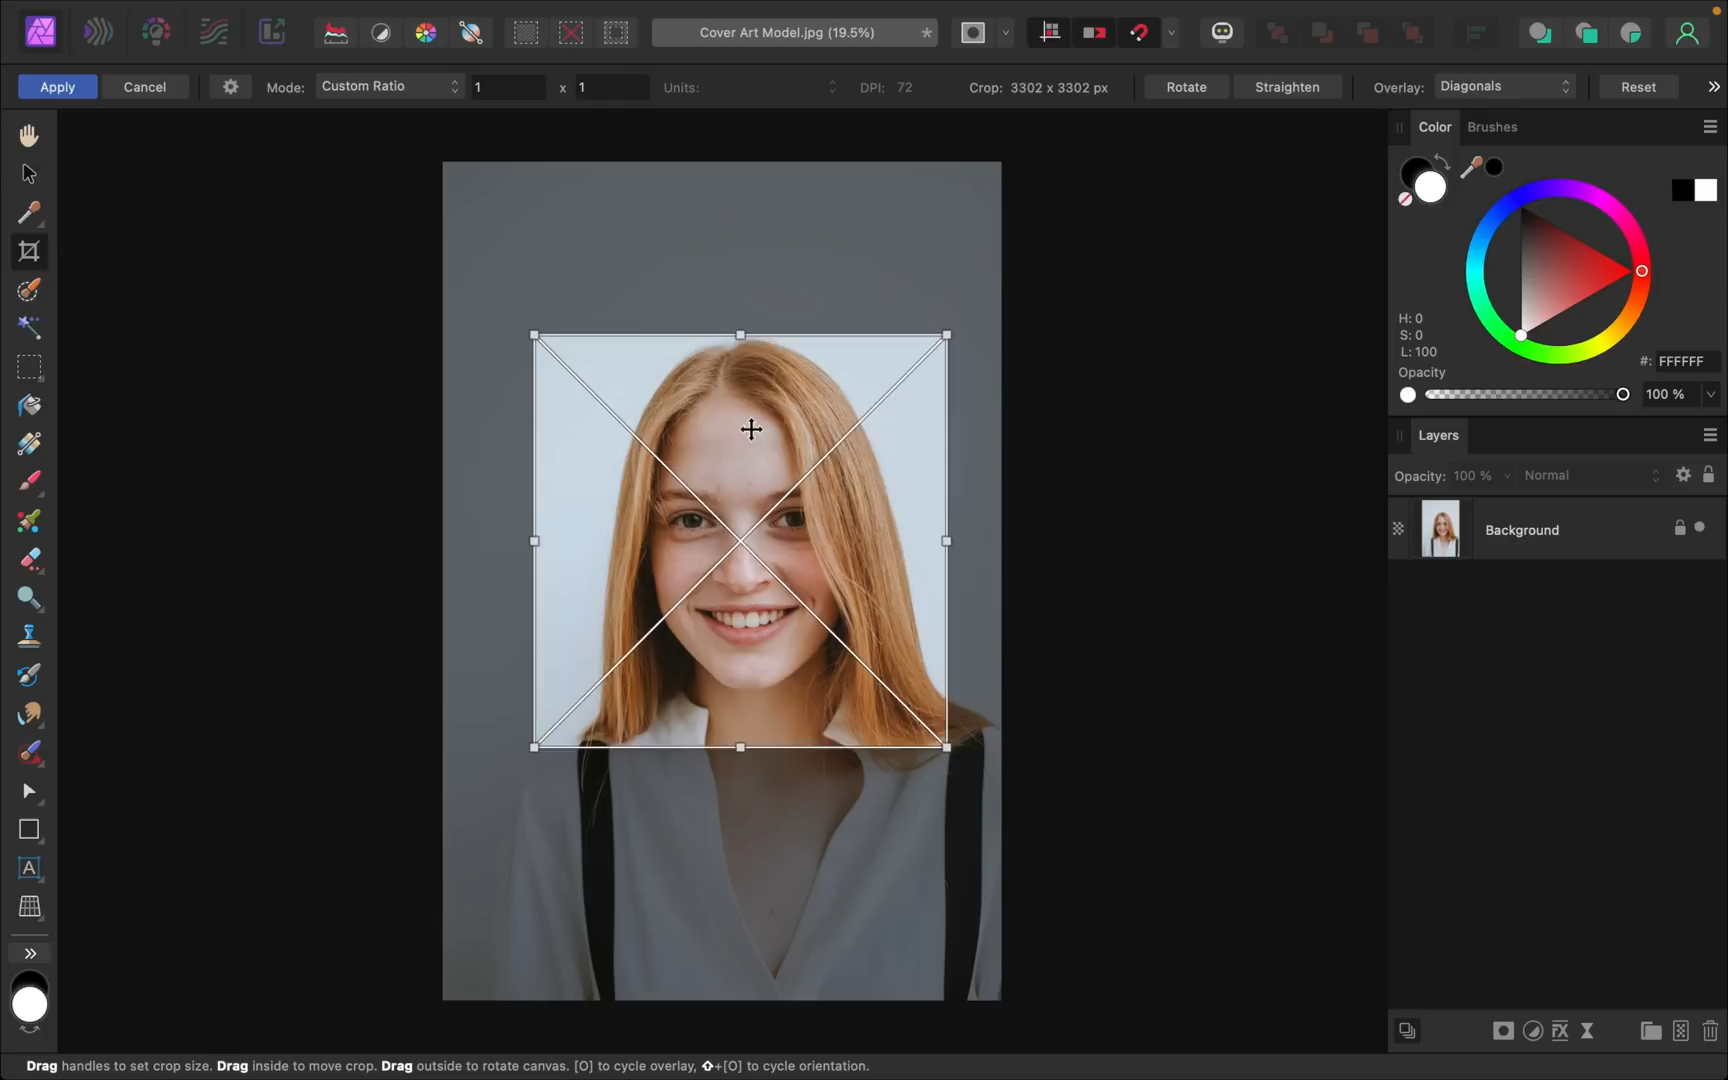 Cover Art Model.jpg (19.5%) *
Apply Cancel Mode: Custom Ratio 1 x 1 Units: DPI: 72 Crop: 3302 x 3302 px Rotate Straighten Overlay: Diagonals Reset
Color Brushes
H: 0
S: 0
L: 100
#: FFFFFF
Opacity
100 %
Layers
Opacity: 100 % Normal
Background
A
FX
Drag handles to set crop size. Drag inside to move crop. Drag outside to rotate canvas. [O] to cycle overlay, ⇧+[O] to cycle orientation.